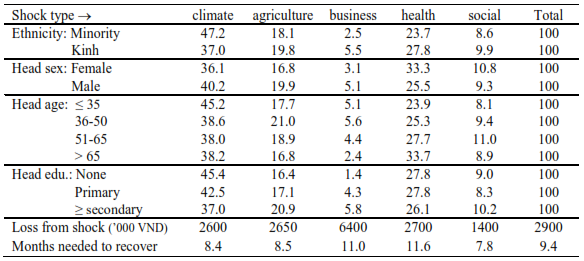 Shock type → climate agriculture business health social Total
Ethnicity: Minority 47.2 18.1 2.5 23.7 8.6 100
Kinh 37.0 19.8 5.5 27.8 9.9 100
Head sex: Female 36.1 16.8 3.1 33.3 10.8 100
Male 40.2 19.9 5.1 25.5 9.3 100
Head age: ≤ 35 45.2 17.7 5.1 23.9 8.1 100
36-50 38.6 21.0 5.6 25.3 9.4 100
51-65 38.0 18.9 4.4 27.7 11.0 100
> 65 38.2 16.8 2.4 33.7 8.9 100
Head edu.: None 45.4 16.4 1.4 27.8 9.0 100
Primary 42.5 17.1 4.3 27.8 8.3 100
≥ secondary 37.0 20.9 5.8 26.1 10.2 100
Loss from shock ('000 VND) 2600 2650 6400 2700 1400 2900
Months needed to recover 8.4 8.5 11.0 11.6 7.8 9.4